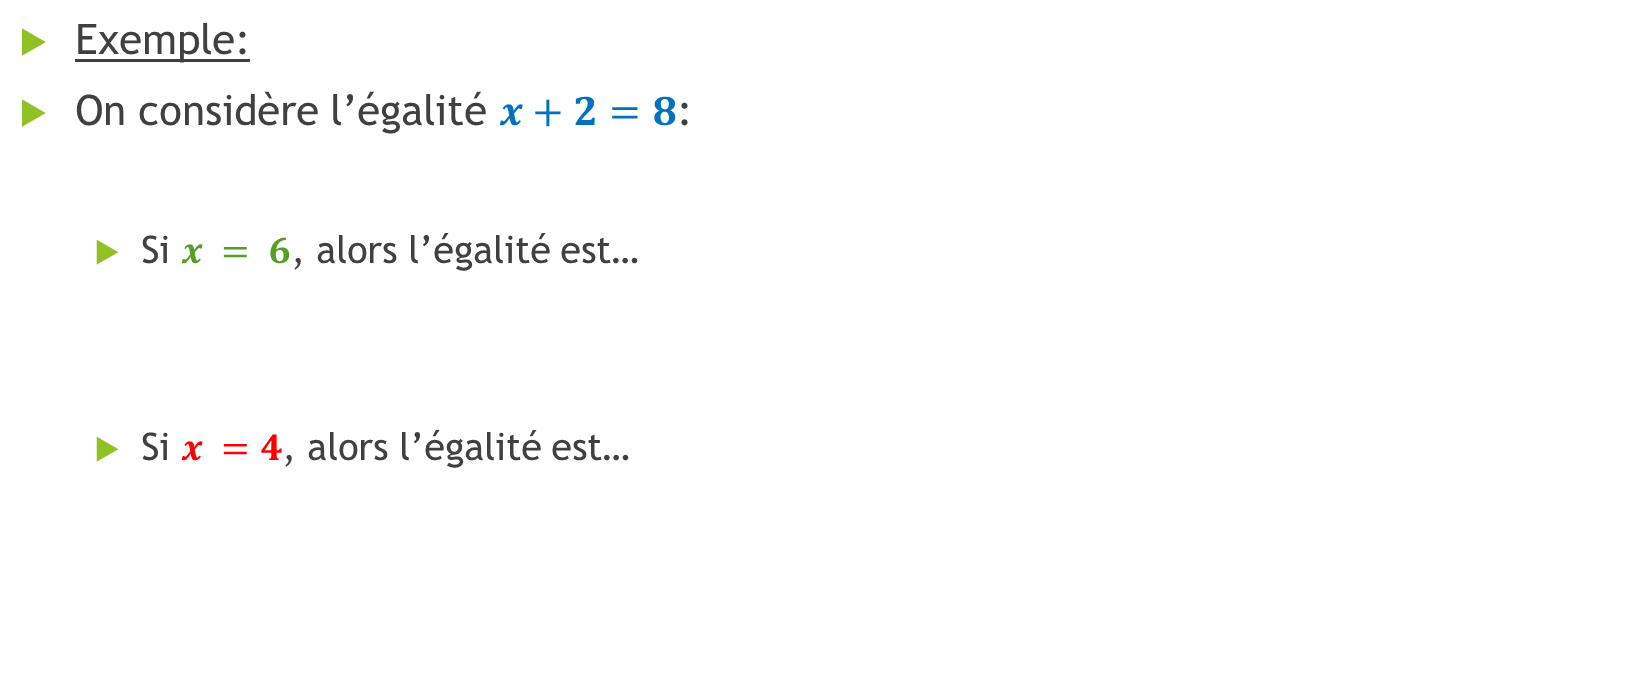 Exemple:
On considère l’égalité x + 2 = 8:
Si x = 6, alors l’égalité est…
Si x = 4, alors l’égalité est…